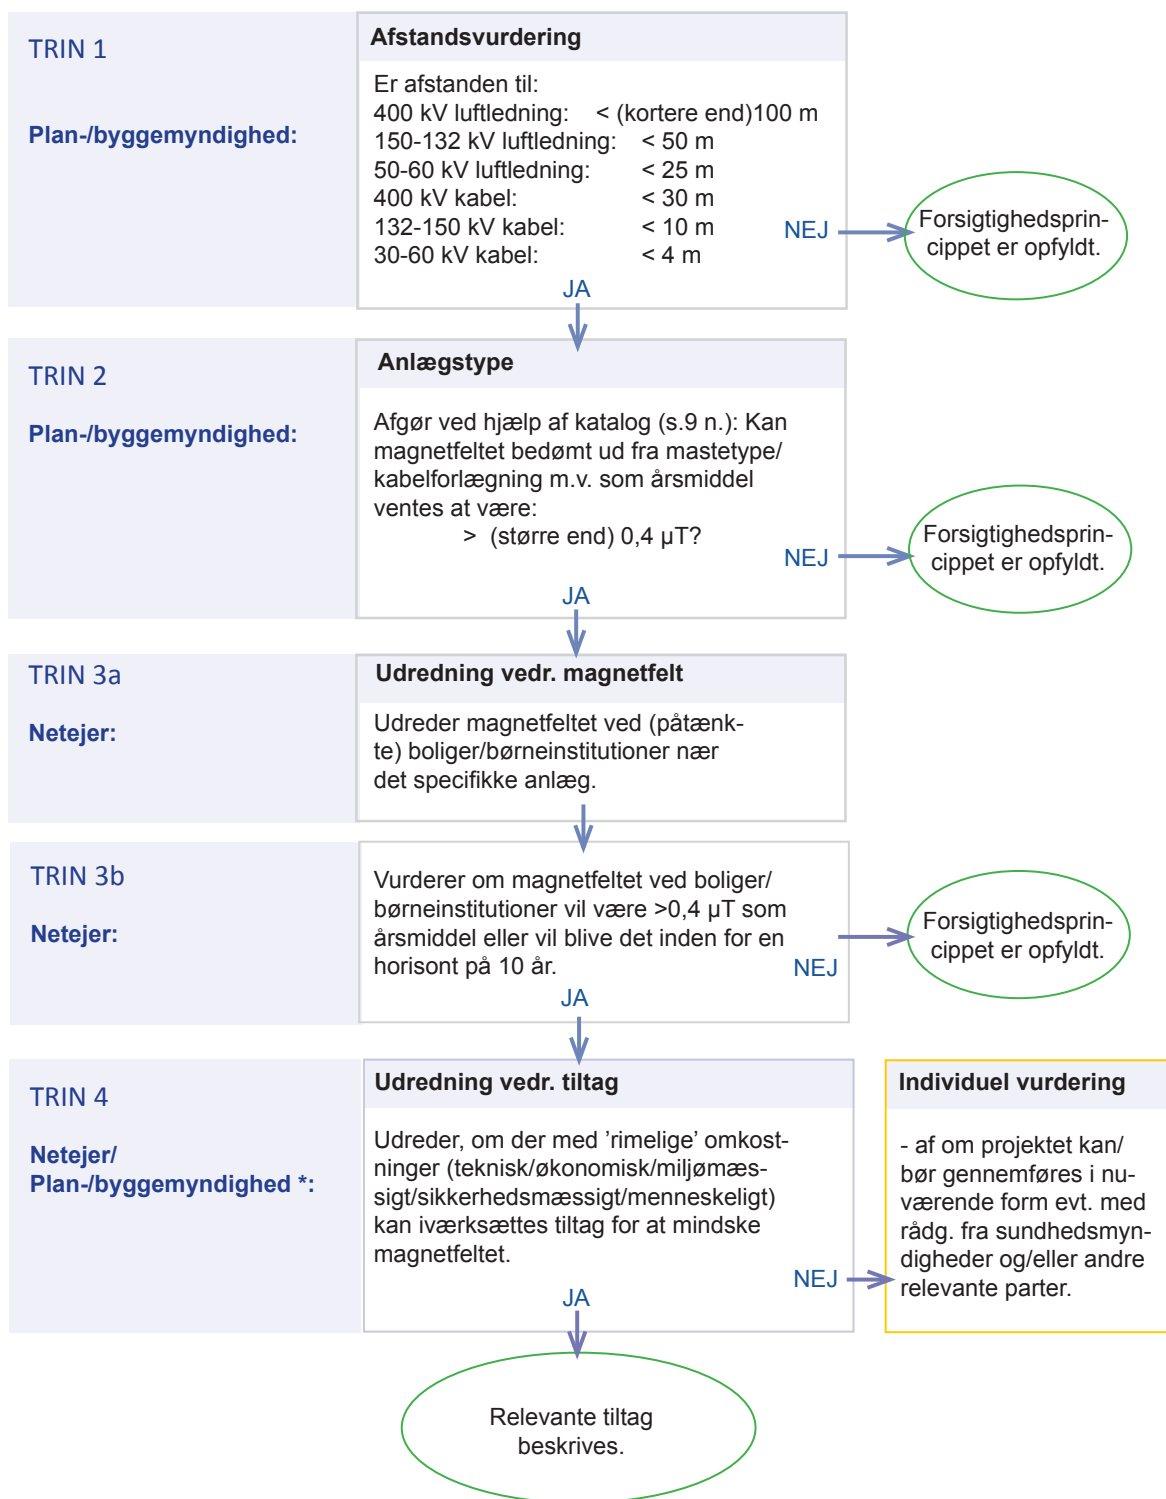 TRIN 1
Plan-/byggemyndighed:
Afstandsvurdering
Er afstanden til:
400 kV luftledning: < (kortere end)100 m
150-132 kV luftledning: < 50 m
50-60 kV luftledning: < 25 m
400 kV kabel: < 30 m
132-150 kV kabel: < 10 m
30-60 kV kabel: < 4 m
NEJ
JA
Forsigtighedsprin-
cippet er opfyldt.
TRIN 2
Plan-/byggemyndighed:
Anlægstype
Afgør ved hjælp af katalog (s.9 n.): Kan
magnetfeltet bedømt ud fra mastetype/
kabelforlægning m.v. som årsmiddel
ventes at være:
> (større end) 0,4 µT?
NEJ
JA
Forsigtighedsprin-
cippet er opfyldt.
TRIN 3a
Netejer:
Udredning vedr. magnetfelt
Udreder magnetfeltet ved (påtænk-
te) boliger/børneinstitutioner nær
det specifikke anlæg.
TRIN 3b
Netejer:
Vurderer om magnetfeltet ved boliger/
børneinstitutioner vil være >0,4 µT som
årsmiddel eller vil blive det inden for en
horisont på 10 år.
NEJ
JA
Forsigtighedsprin-
cippet er opfyldt.
TRIN 4
Netejer/
Plan-/byggemyndighed *:
Udredning vedr. tiltag
Udreder, om der med ’rimelige’ omkost-
ninger (teknisk/økonomisk/miljømæs-
sigt/sikkerhedsmæssigt/menneskeligt)
kan iværksættes tiltag for at mindske
magnetfeltet.
NEJ
JA
Individuel vurdering
- af om projektet kan/
bør gennemføres i nu-
værende form evt. med
rådg. fra sundhedsmyn-
digheder og/eller andre
relevante parter.
Relevante tiltag
beskrives.